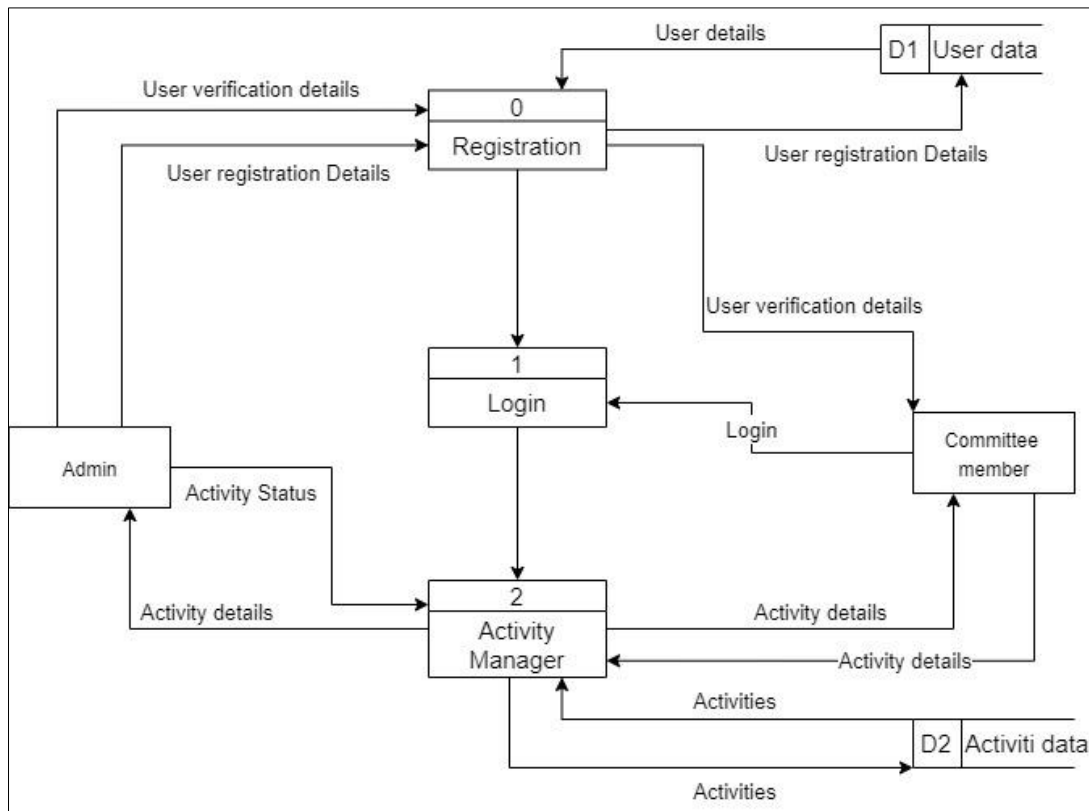 User details
D1
User data
User verification details
0
Registration
User registration Details
User registration Details
User verification details
1
Login
Login
Committee
member
Admin
Activity Status
2
Activity
Manager
Activity details
Activity details
Activity details
Activities
D2
Activiti data
Activities